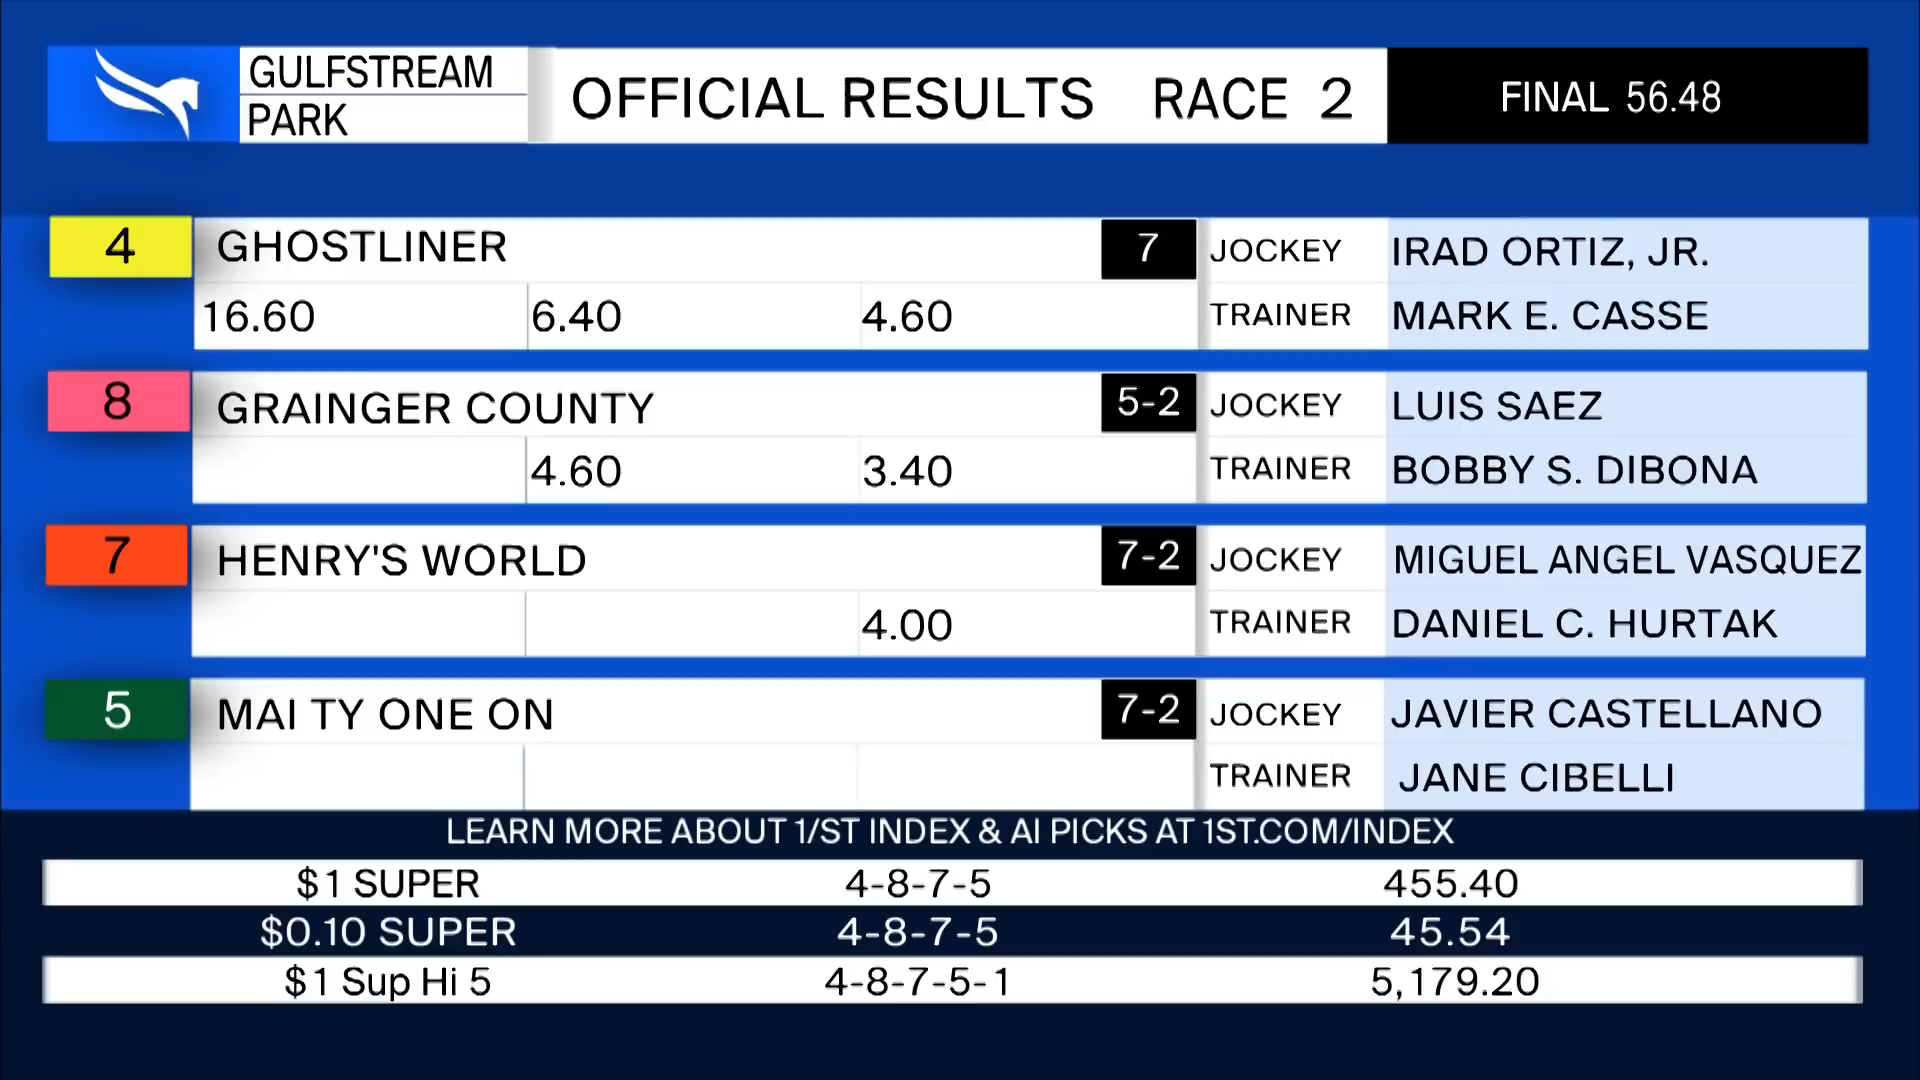 GULFSTREAM
PARK
OFFICIAL RESULTS RACE 2
FINAL 56.48
4 GHOSTLINER 7 JOCKEY IRAD ORTIZ, JR.
16.60 6.40 4.60 TRAINER MARK E. CASSE
8 GRAINGER COUNTY 5-2 JOCKEY LUIS SAEZ
4.60 3.40 TRAINER BOBBY S. DIBONA
7 HENRY'S WORLD 7-2 JOCKEY MIGUEL ANGEL VASQUEZ
4.00 TRAINER DANIEL C. HURTAK
5 MAI TY ONE ON 7-2 JOCKEY JAVIER CASTELLANO
TRAINER JANE CIBELLI
LEARN MORE ABOUT 1/ST INDEX & AI PICKS AT 1ST.COM/INDEX
$1 SUPER 4-8-7-5 455.40
$0.10 SUPER 4-8-7-5 45.54
$1 Sup Hi 5 4-8-7-5-1 5,179.20